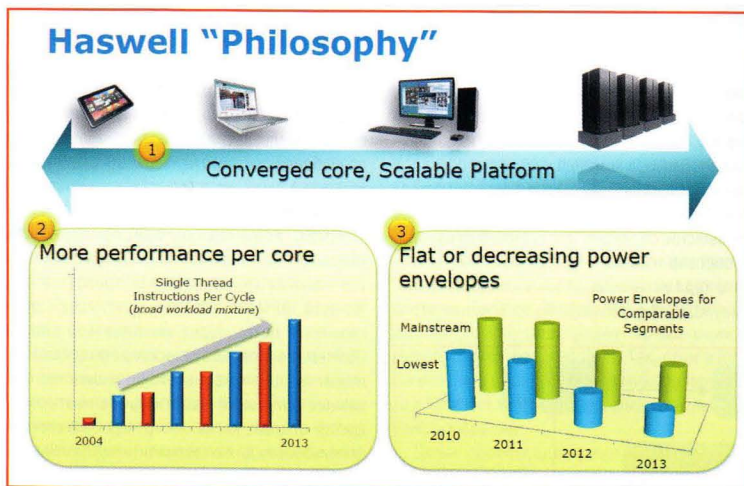 Haswell “Philosophy”
1
Converged core, Scalable Platform
2
More performance per core
Single Thread
Instructions Per Cycle
(broad workload mixture)
2004
2013
3
Flat or decreasing power
envelopes
Power Envelopes for
Comparable
Segments
Mainstream
Lowest
2010
2011
2012
2013